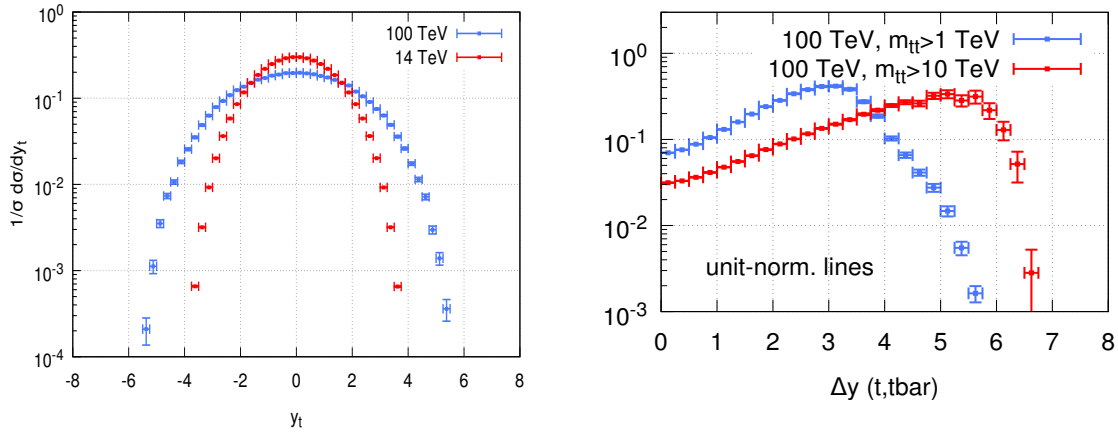 100 TeV
14 TeV
1/σ dσ/dy_t
10^0
10^-1
10^-2
10^-3
10^-4
-8 -6 -4 -2 0 2 4 6 8
y_t
100 TeV, m_tt>1 TeV
100 TeV, m_tt>10 TeV
10^0
10^-1
10^-2
10^-3
unit-norm. lines
0 1 2 3 4 5 6 7 8
Δy (t,tbar)